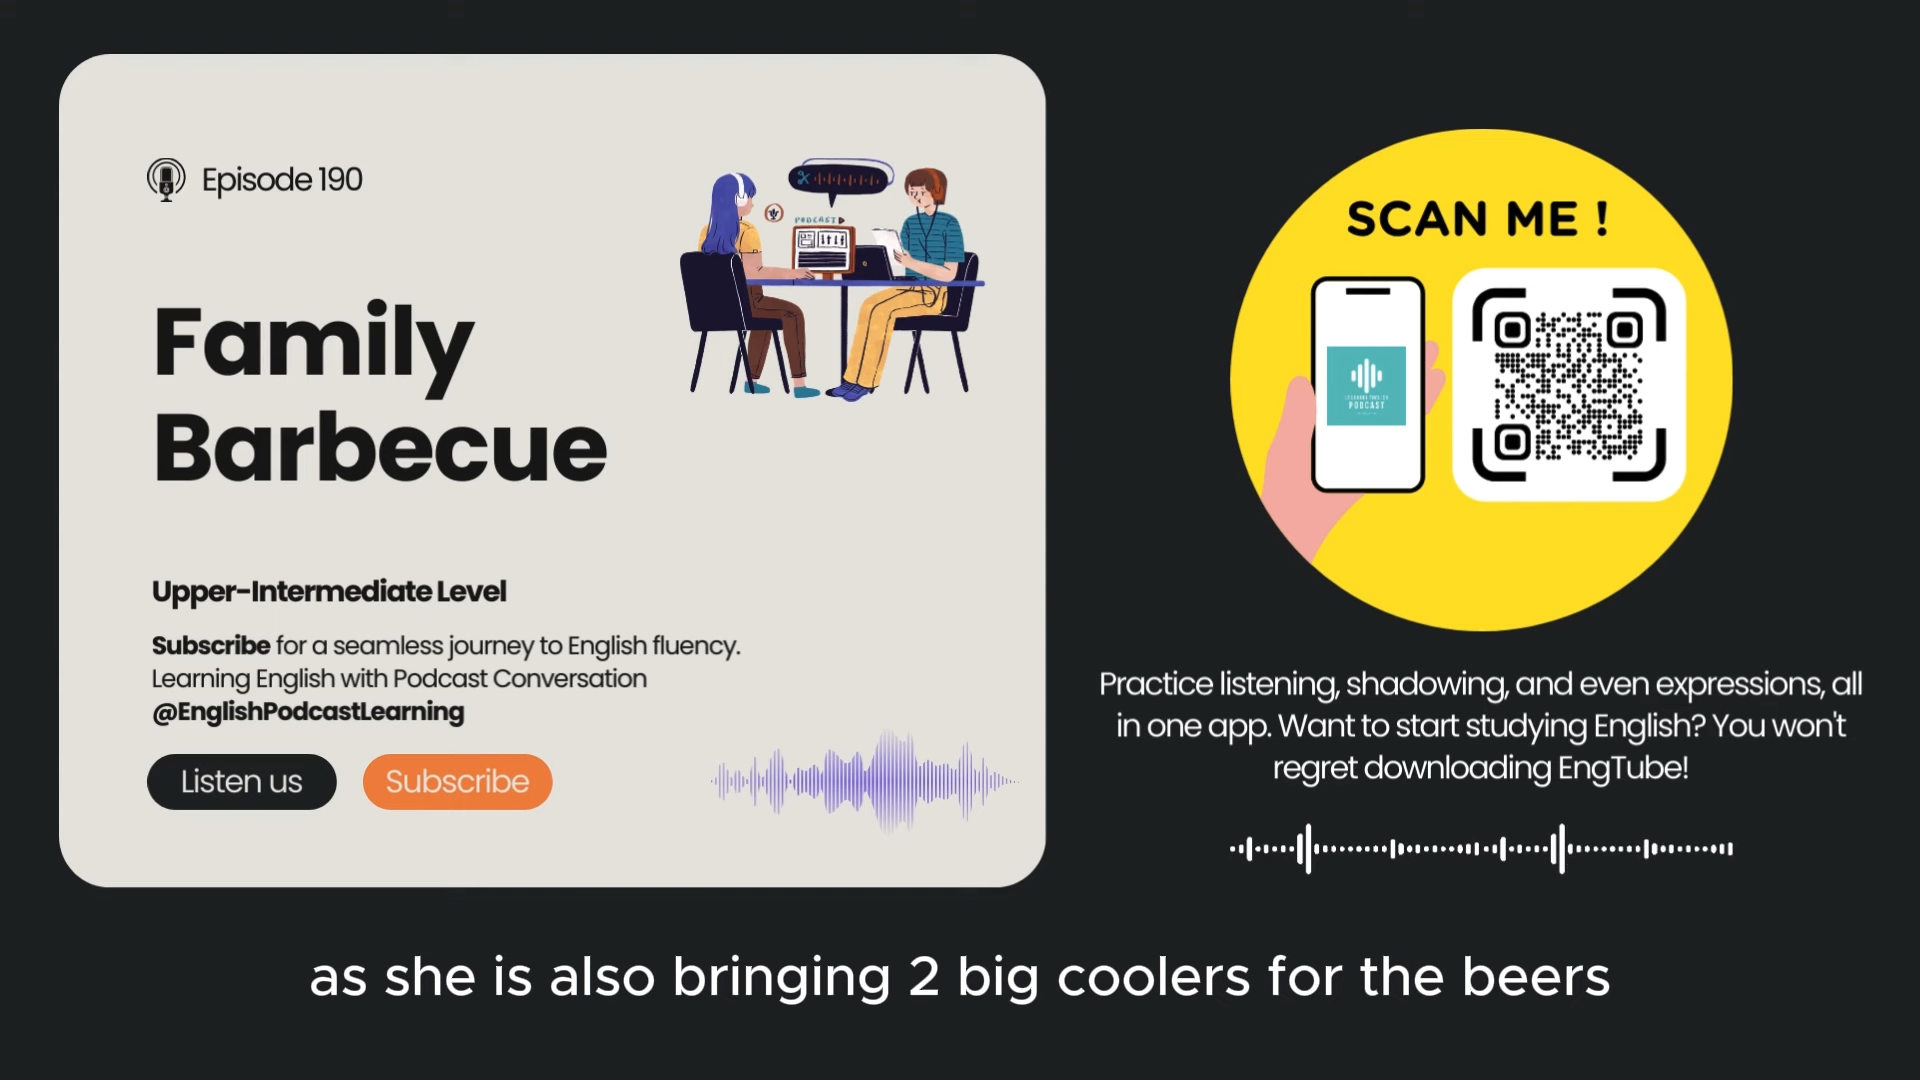 Episode 190
PODCAST
Family
Barbecue
Upper-Intermediate Level
Subscribe for a seamless journey to English fluency.
Learning English with Podcast Conversation
@EnglishPodcastLearning
Listen us
Subscribe
SCAN ME !
PODCAST
Practice listening, shadowing, and even expressions, all
in one app. Want to start studying English? You won't
regret downloading EngTube!
as she is also bringing 2 big coolers for the beers